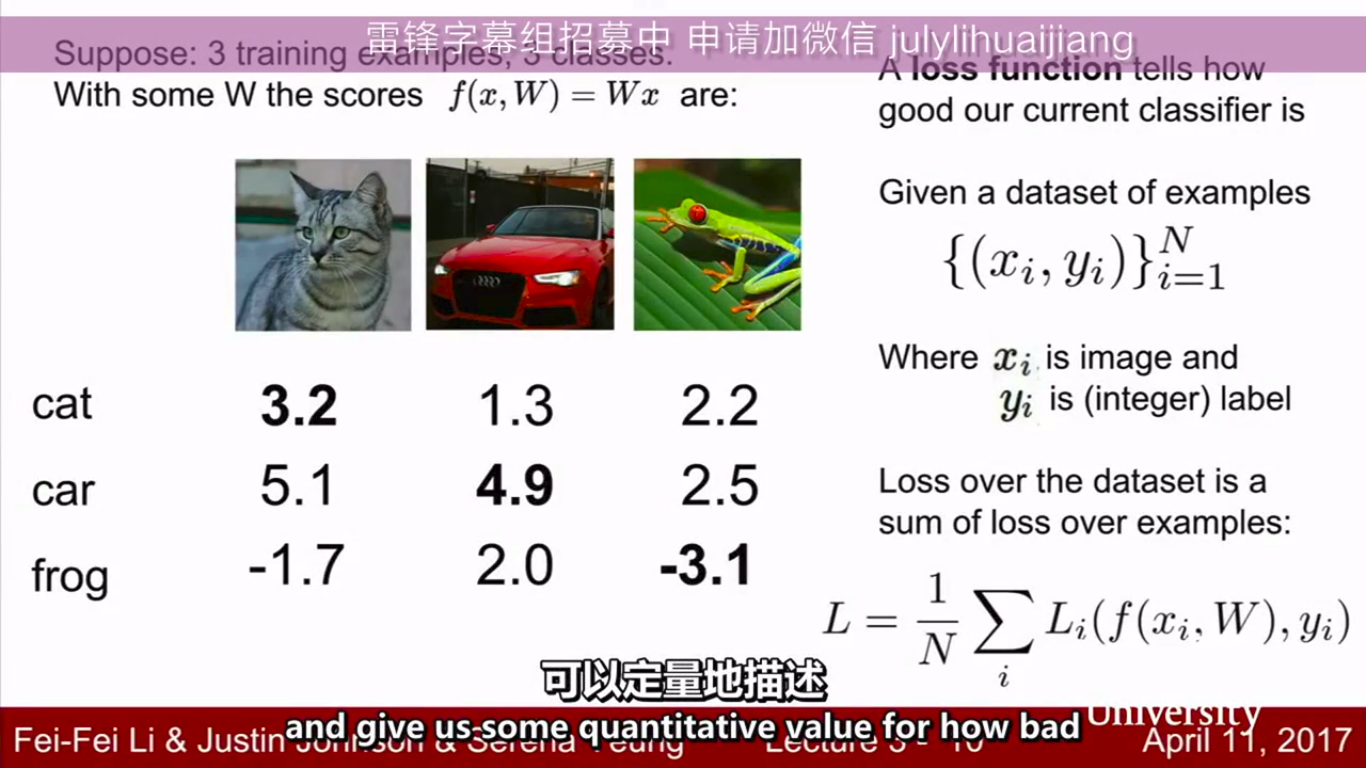 雷锋字幕组招募中 申请加微信 julylihuaijiang
Suppose: 3 training examples, 3 classes.
With some W the scores f(x, W) = Wx are:
cat 3.2 1.3 2.2
car 5.1 4.9 2.5
frog -1.7 2.0 -3.1
A loss function tells how
good our current classifier is
Given a dataset of examples
{(x_i, y_i)}_{i=1}^N
Where x_i is image and
y_i is (integer) label
Loss over the dataset is a
sum of loss over examples:
L = \frac{1}{N} \sum_i L_i(f(x_i, W), y_i)
可以定量地描述
and give us some quantitative value for how bad
Fei-Fei Li & Justin Johnson & Serena Yeung Lecture 3 - 10 University April 11, 2017